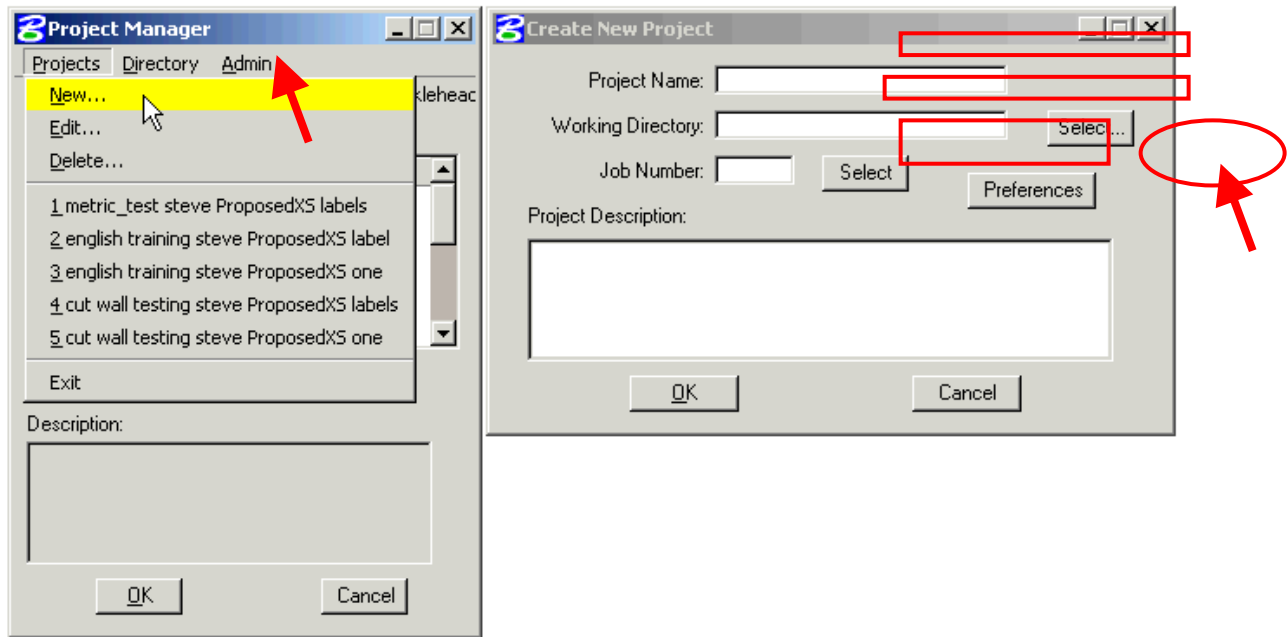 Project Manager
Projects Directory Admin
New...
kleheac
Edit...
Delete...
1 metric_test steve ProposedXS labels
2 english training steve ProposedXS label
3 english training steve ProposedXS one
4 cut wall testing steve ProposedXS labels
5 cut wall testing steve ProposedXS one
Exit
Description:
OK Cancel
Create New Project
Project Name:
Working Directory: Select...
Job Number: Select
Preferences
Project Description:
OK Cancel